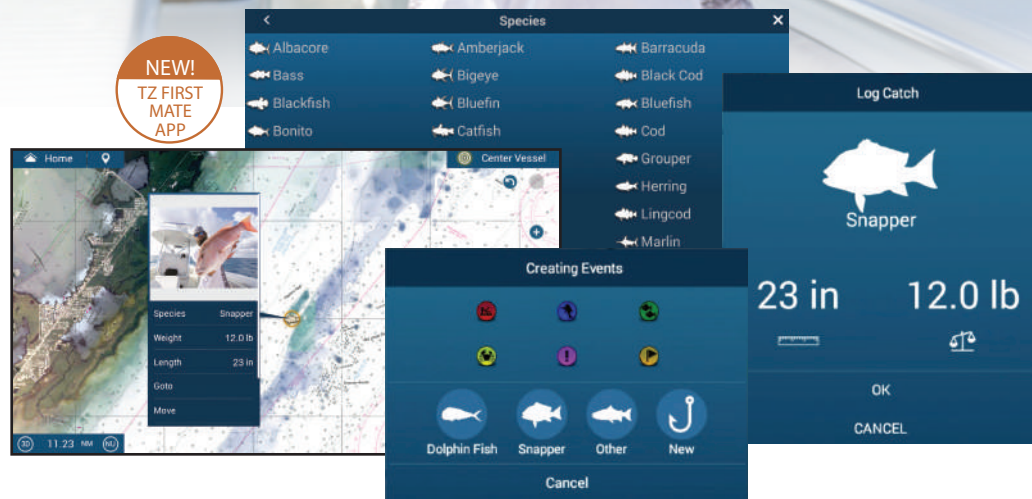 Species
Albacore
Amberjack
Barracuda
Bass
Bigeye
Black Cod
Blackfish
Bluefin
Bluefish
Bonito
Catfish
Cod
Grouper
Herring
Lingcod
Marlin
NEW!
TZ FIRST
MATE
APP
Home
Center Vessel
Species Snapper
Weight 12.0 lb
Length 23 in
Goto
Move
3D 11.23 NM NU
Creating Events
Dolphin Fish
Snapper
Other
New
Cancel
Log Catch
Snapper
23 in
12.0 lb
OK
CANCEL